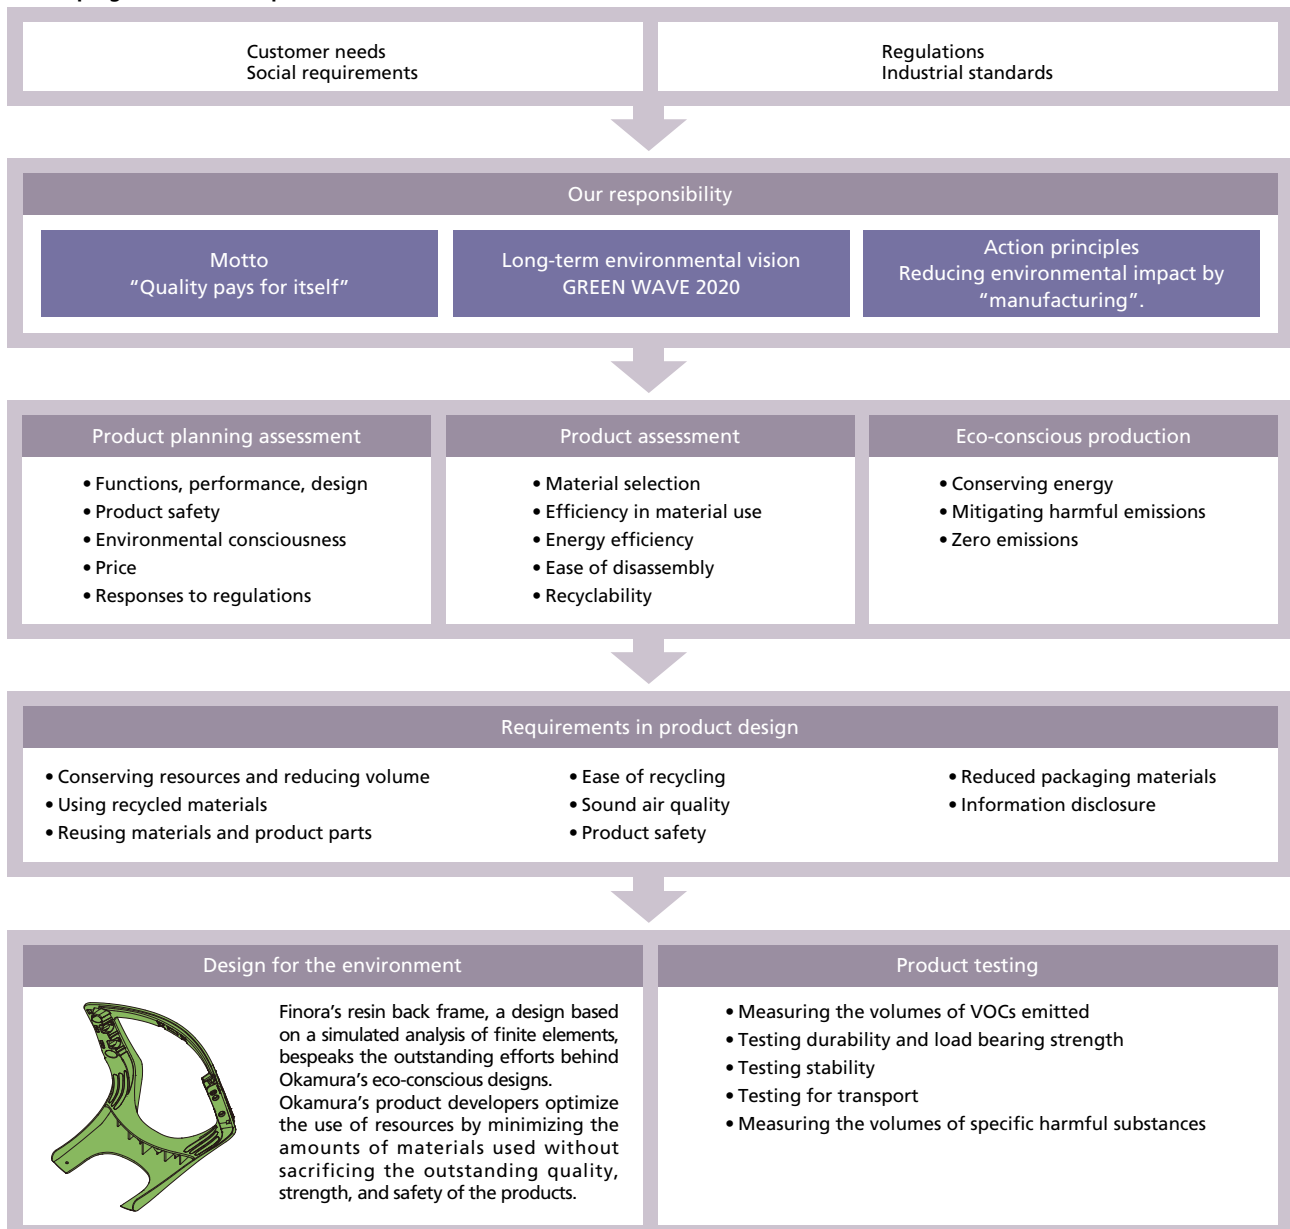 Customer needs
Social requirements
Regulations
Industrial standards
Our responsibility
Motto
“Quality pays for itself”
Long-term environmental vision
GREEN WAVE 2020
Action principles
Reducing environmental impact by
“manufacturing”.
Product planning assessment
• Functions, performance, design
• Product safety
• Environmental consciousness
• Price
• Responses to regulations
Product assessment
• Material selection
• Efficiency in material use
• Energy efficiency
• Ease of disassembly
• Recyclability
Eco-conscious production
• Conserving energy
• Mitigating harmful emissions
• Zero emissions
Requirements in product design
• Conserving resources and reducing volume
• Using recycled materials
• Reusing materials and product parts
• Ease of recycling
• Sound air quality
• Product safety
• Reduced packaging materials
• Information disclosure
Design for the environment
Finora’s resin back frame, a design based
on a simulated analysis of finite elements,
bespeaks the outstanding efforts behind
Okamura’s eco-conscious designs.
Okamura’s product developers optimize
the use of resources by minimizing the
amounts of materials used without
sacrificing the outstanding quality,
strength, and safety of the products.
Product testing
• Measuring the volumes of VOCs emitted
• Testing durability and load bearing strength
• Testing stability
• Testing for transport
• Measuring the volumes of specific harmful substances